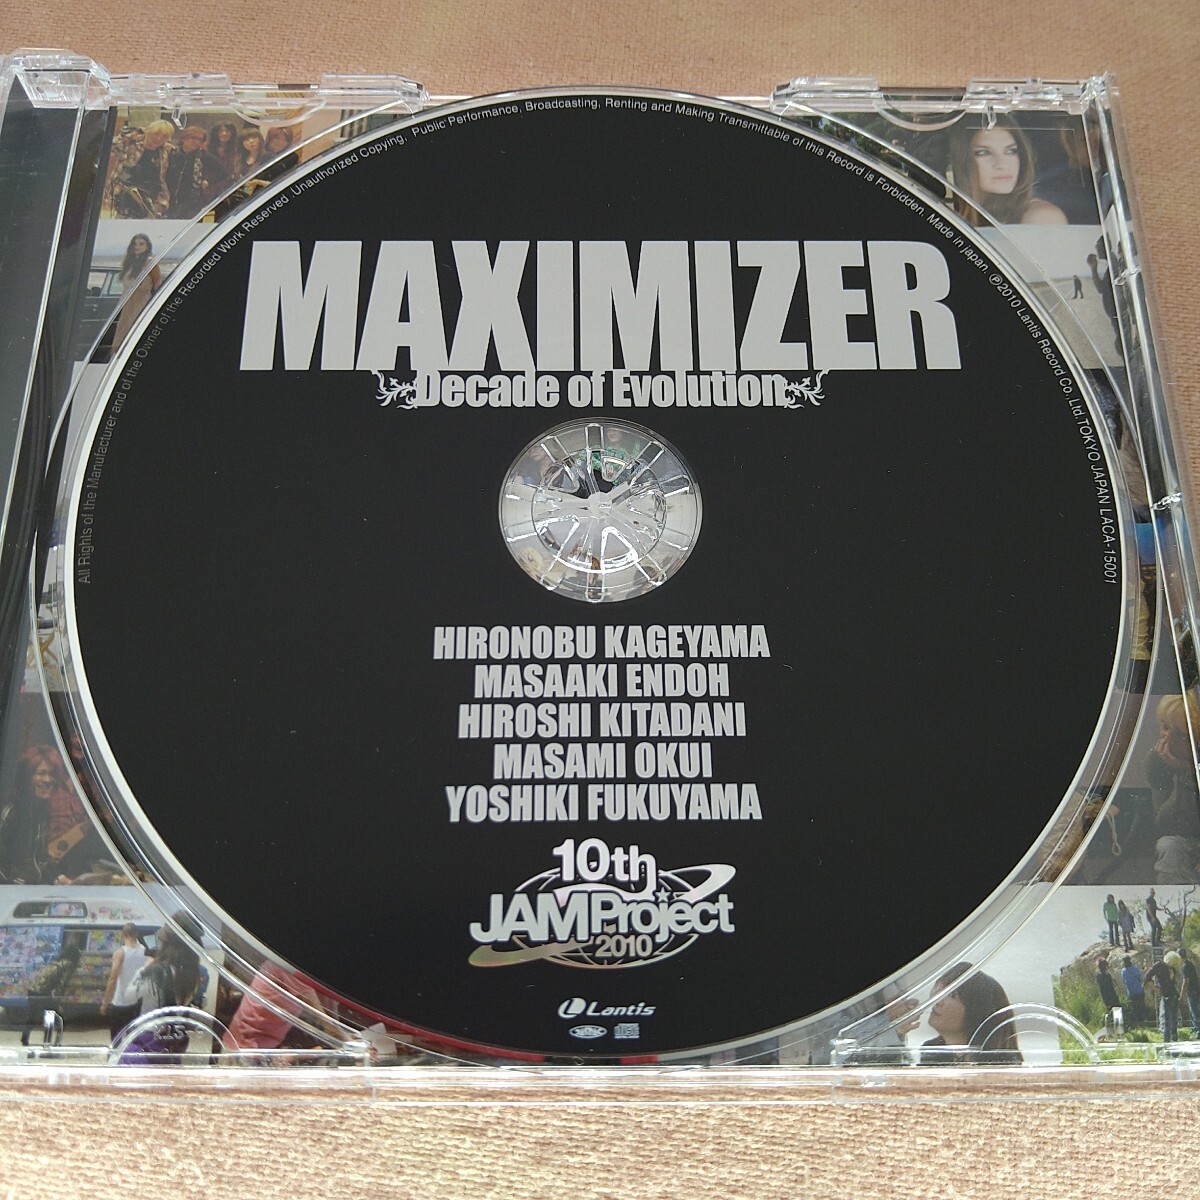 All Rights of the Manufacturer and of the Owner of the Recorded Work Reserved. Unauthorized Copying, Public Performance, Broadcasting, Renting and Making Transmittable of this Record is Forbidden. Made in japan. ℗2010 Lantis Record Co., Ltd. TOKYO JAPAN LACA-15001
MAXIMIZER
Decade of Evolution
HIRONOBU KAGEYAMA
MASAAKI ENDOH
HIROSHI KITADANI
MASAMI OKUI
YOSHIKI FUKUYAMA
10th
JAM Project
2010
Lantis